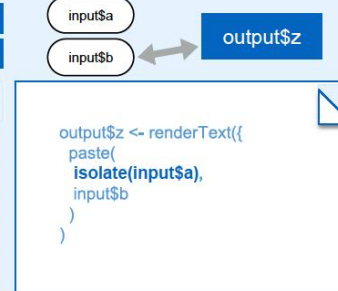 input$a
input$b
output$z
output$z <- renderText({
paste(
isolate(input$a),
input$b
)
)